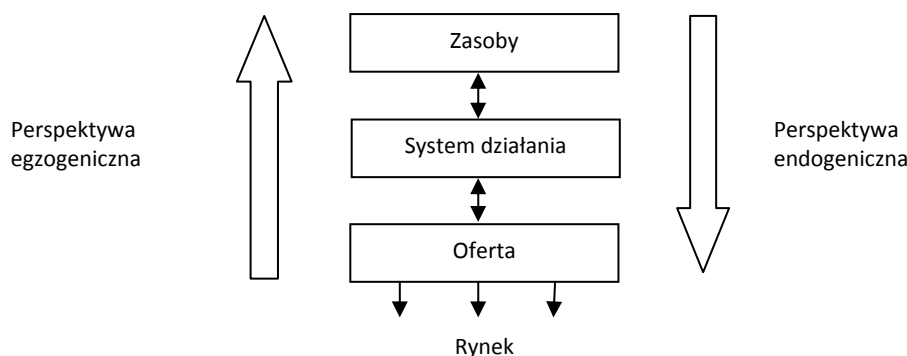 Zasoby
Perspektywa
egzogeniczna
System działania
Perspektywa
endogeniczna
Oferta
Rynek